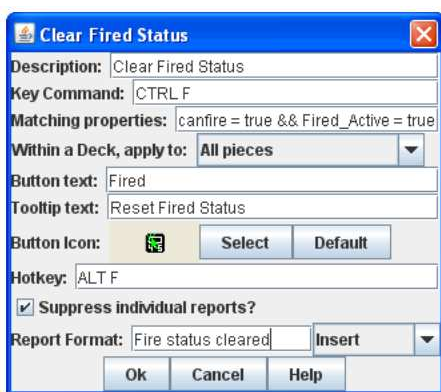 Clear Fired Status
Description: Clear Fired Status
Key Command: CTRL F
Matching properties: canfire = true && Fired_Active = true
Within a Deck, apply to: All pieces
Button text: Fired
Tooltip text: Reset Fired Status
Button Icon: Select Default
Hotkey: ALT F
Suppress individual reports?
Report Format: Fire status cleared Insert
Ok Cancel Help